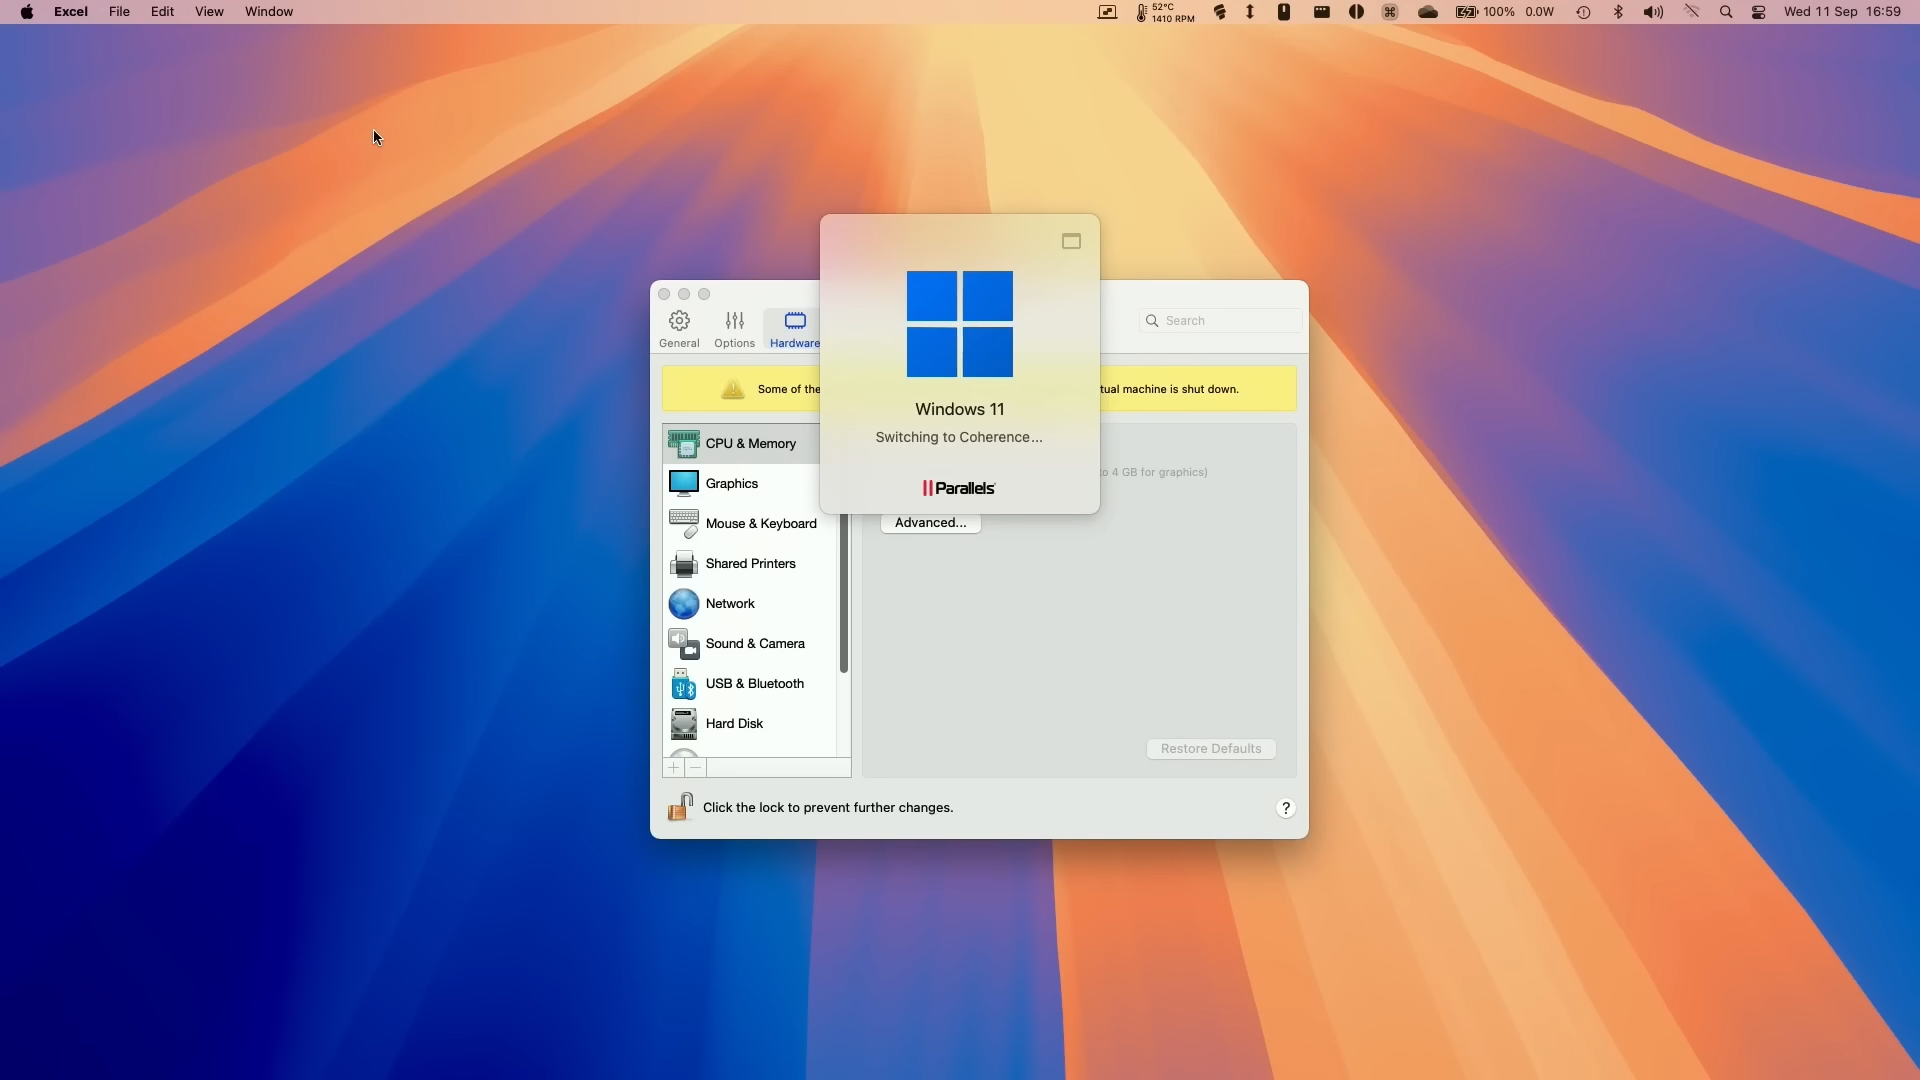 Excel File Edit View Window
52°C
1410 RPM
100% 0.0W
Wed 11 Sep 16:59
General Options Hardware
Search
Some of the
tual machine is shut down.
Windows 11
Switching to Coherence...
Parallels
CPU & Memory
to 4 GB for graphics)
Graphics
Mouse & Keyboard
Advanced...
Shared Printers
Network
Sound & Camera
USB & Bluetooth
Hard Disk
Restore Defaults
Click the lock to prevent further changes.
?